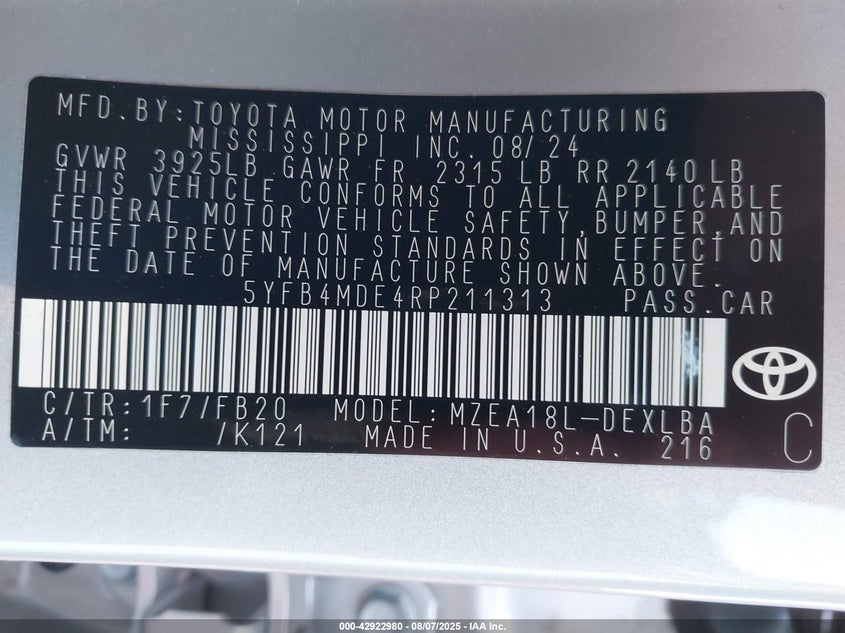 MFD.BY:TOYOTA MOTOR MANUFACTURING
MISSISSIPPI INC. 08/24
GVWR 3925LB GAWR FR 2315 LB RR 2140 LB
THIS VEHICLE CONFORMS TO ALL APPLICABLE
FEDERAL MOTOR VEHICLE SAFETY,BUMPER,AND
THEFT PREVENTION STANDARDS IN EFFECT ON
THE DATE OF MANUFACTURE SHOWN ABOVE.
5YFB4MDE4RP211313 PASS.CAR
C/TR:1F7/FB20 MODEL:MZEA18L-DEXLBA
A/TM: /K121 MADE IN U.S.A. 216
C
000-42922980 - 08/07/2025 - IAA Inc.